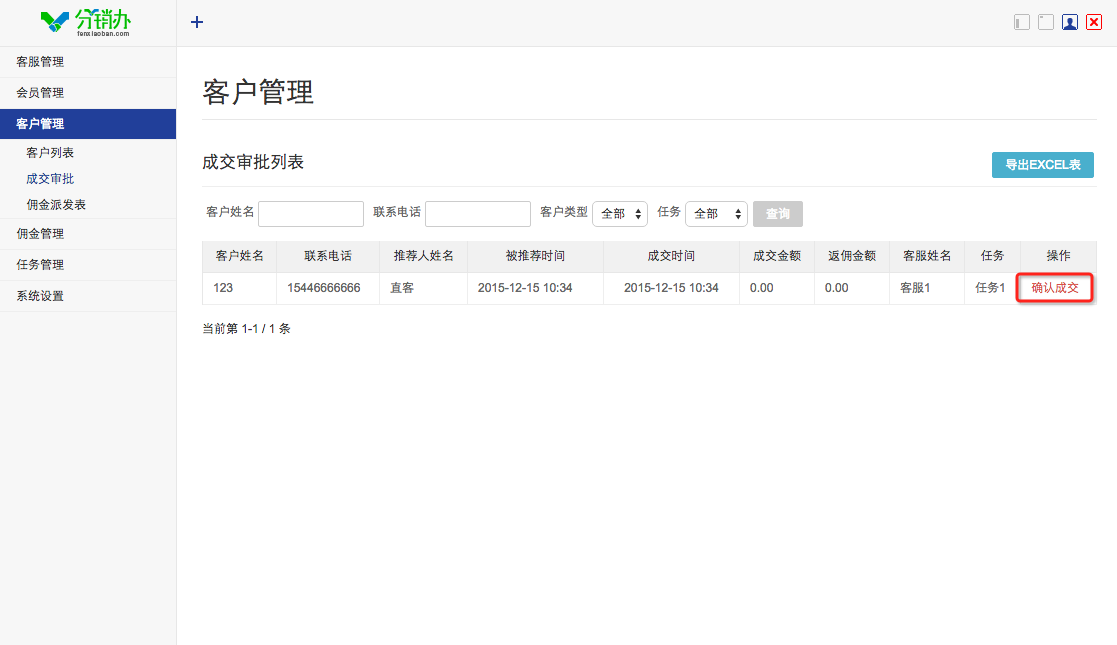 分销办
fenxiaoban.com
客服管理
会员管理
客户管理
客户列表
成交审批
佣金派发表
佣金管理
任务管理
系统设置
客户管理
成交审批列表 导出EXCEL表
客户姓名 联系电话 客户类型 全部 任务 全部 查询
客户姓名 联系电话 推荐人姓名 被推荐时间 成交时间 成交金额 返佣金额 客服姓名 任务 操作
123 15446666666 直客 2015-12-15 10:34 2015-12-15 10:34 0.00 0.00 客服1 任务1 确认成交
当前第 1-1 / 1 条